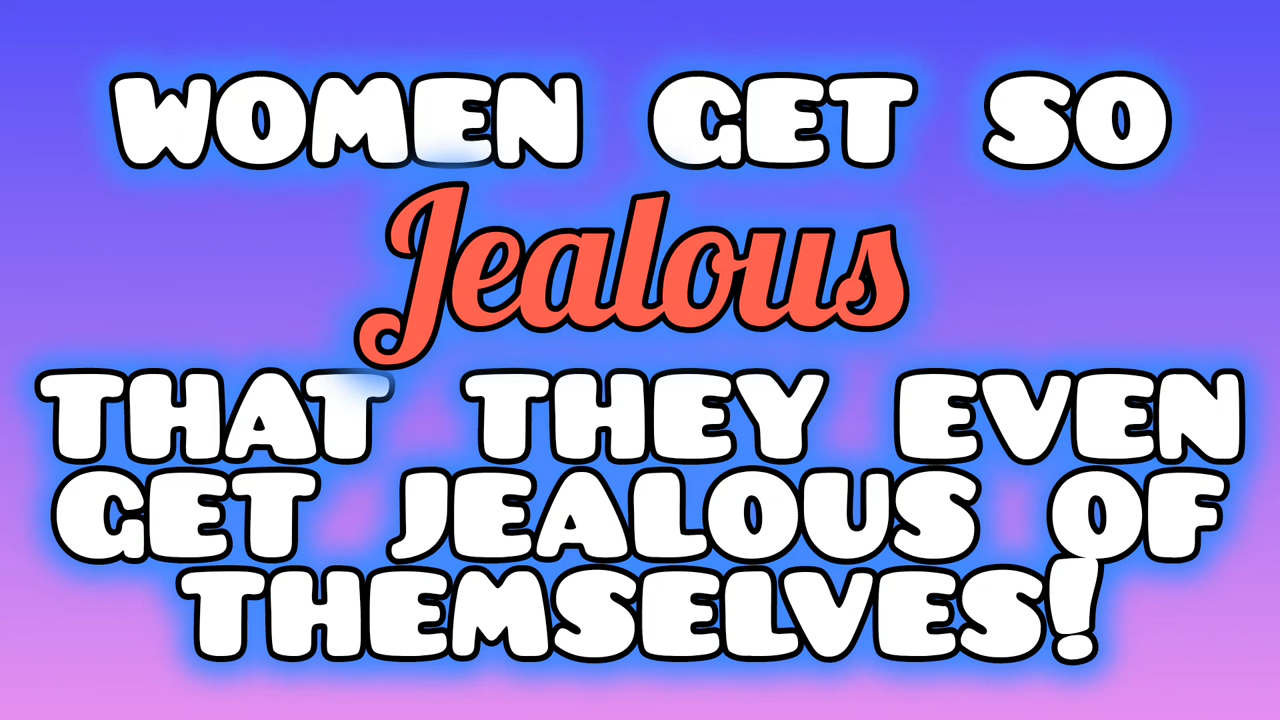 WOMEN GET SO
Jealous
THAT THEY EVEN
GET JEALOUS OF
THEMSELVES!